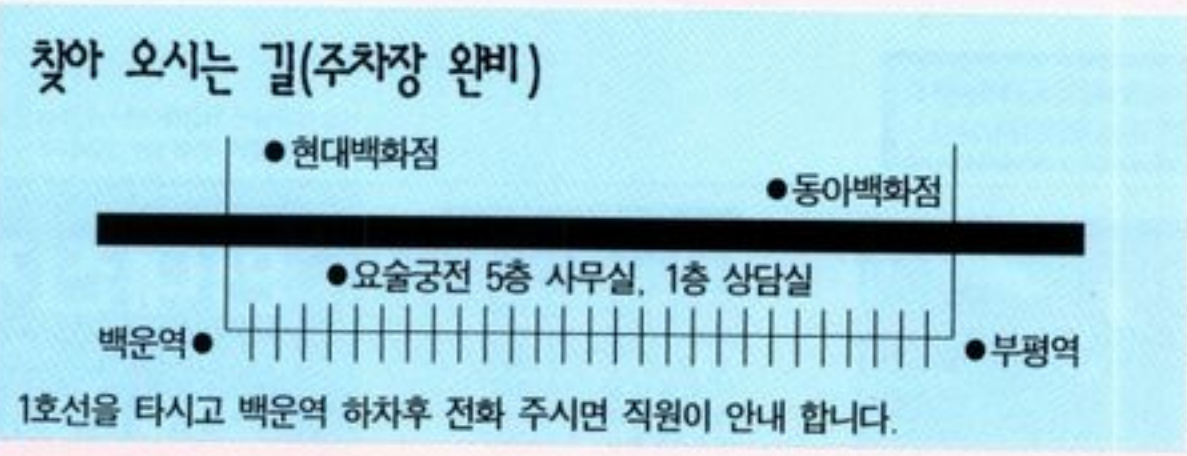 찾아 오시는 길(주차장 완비)
●현대백화점
●동아백화점
●요술궁전 5층 사무실, 1층 상담실
백운역●
●부평역
1호선을 타시고 백운역 하차후 전화 주시면 직원이 안내 합니다.